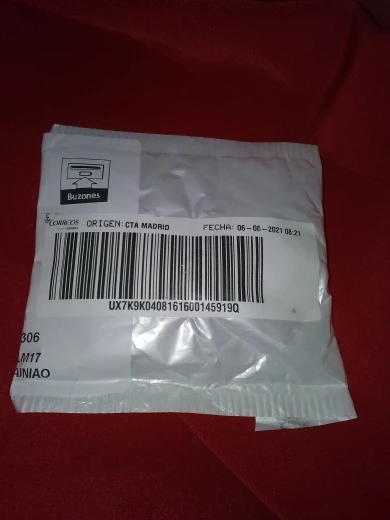 Buzones
CORREOS ORIGEN: CTA MADRID FECHA: 06-08-2021 08:21
UX7K9K0408161600145919Q
306
LM17
AINIAO